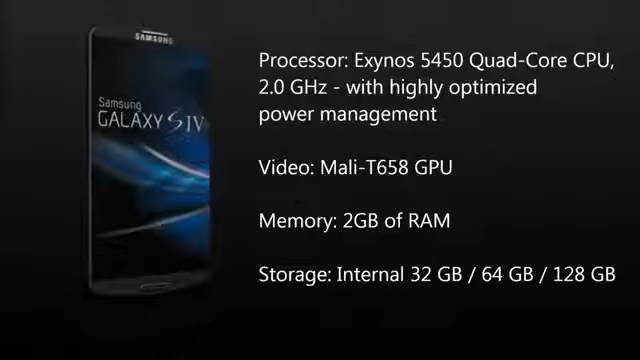 SAMSUNG
Samsung
GALAXY S IV
Processor: Exynos 5450 Quad-Core CPU,
2.0 GHz - with highly optimized
power management
Video: Mali-T658 GPU
Memory: 2GB of RAM
Storage: Internal 32 GB / 64 GB / 128 GB